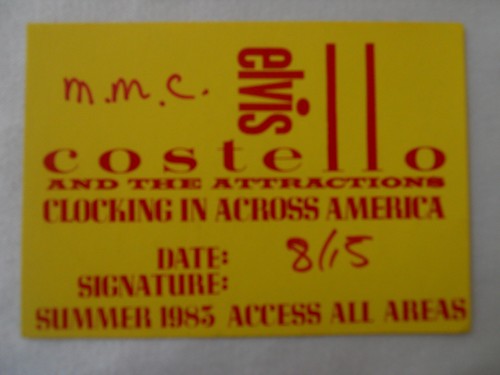 m.m.c.
elvis
costello
AND THE ATTRACTIONS
CLOCKING IN ACROSS AMERICA
DATE: 8/15
SIGNATURE:
SUMMER 1983 ACCESS ALL AREAS